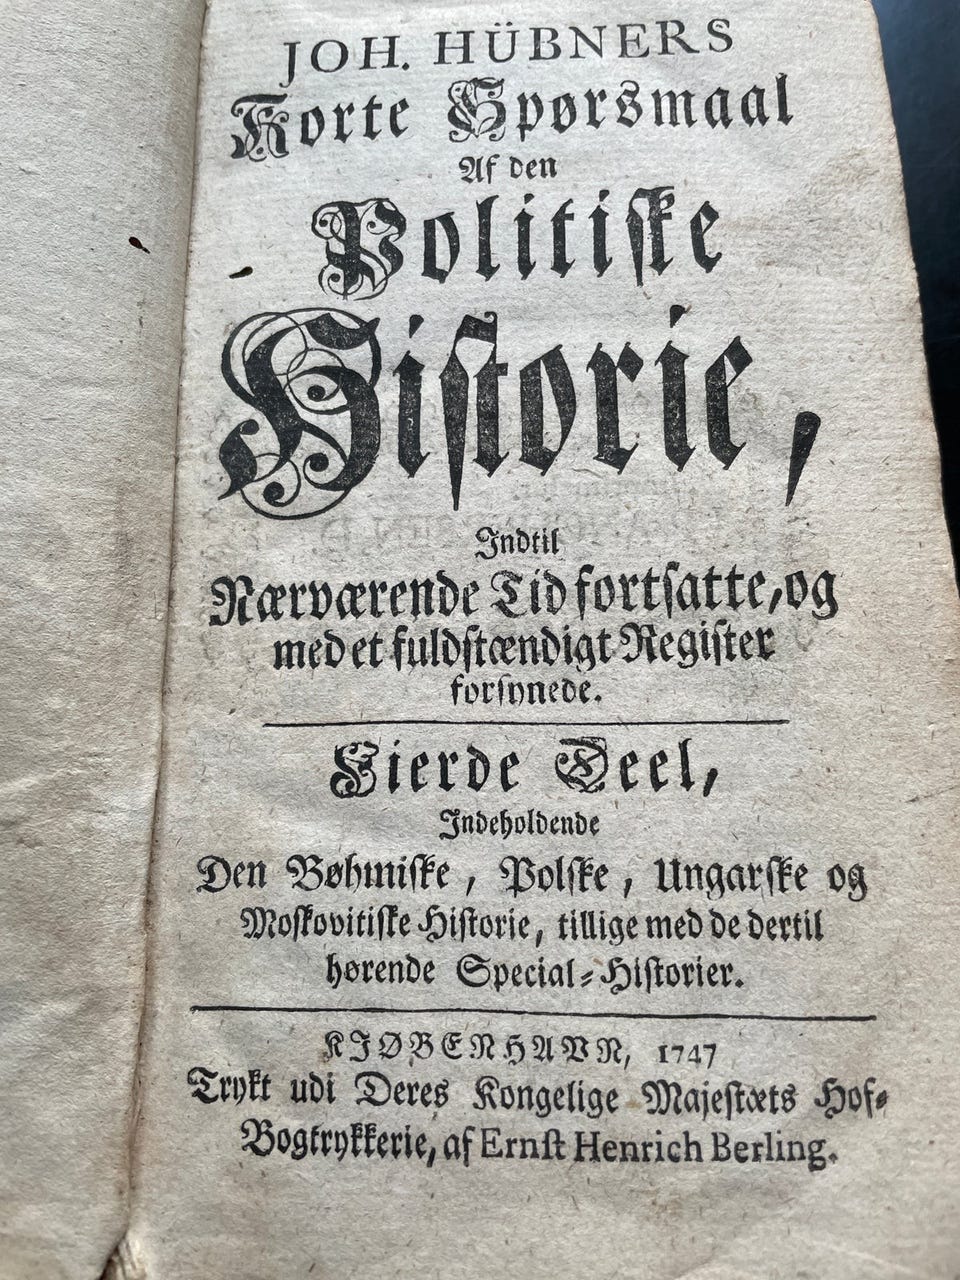 JOH. HÜBNERS
Korte Spørsmaal
Af den
Politiske
Historie,
Indtil
Nærværende Tid fortsatte, og
med et fuldstændigt Register
forsynede.
Fierde Deel,
Indeholdende
Den Bøhmiske, Polske, Ungarske og
Moskovitiske Historie, tillige med de dertil
hørende Special-Historier.
KIØBENHAVN, 1747
Trykt udi Deres Kongelige Majestæts Hof-
Bogtrykkerie, af Ernst Henrich Berling.